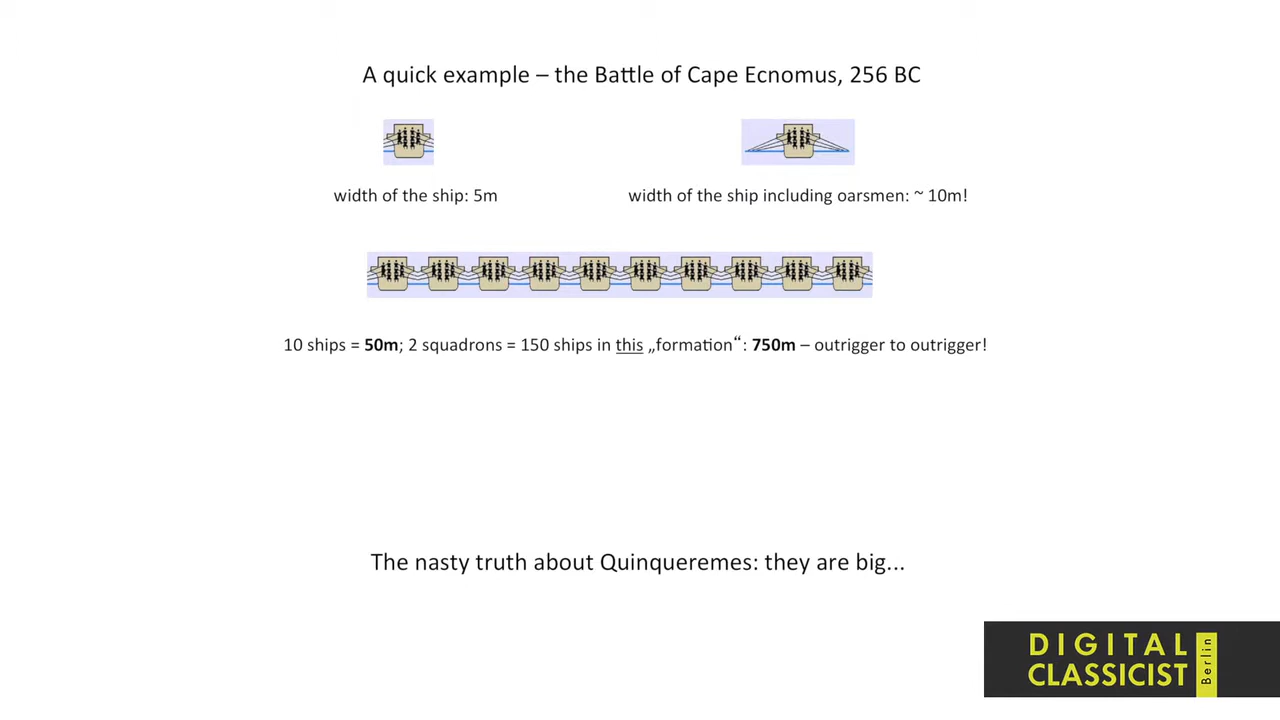 A quick example – the Battle of Cape Ecnomus, 256 BC
width of the ship: 5m
width of the ship including oarsmen: ~ 10m!
10 ships = 50m; 2 squadrons = 150 ships in this „formation“: 750m – outrigger to outrigger!
The nasty truth about Quinqueremes: they are big...
DIGITAL
CLASSICIST
Berlin